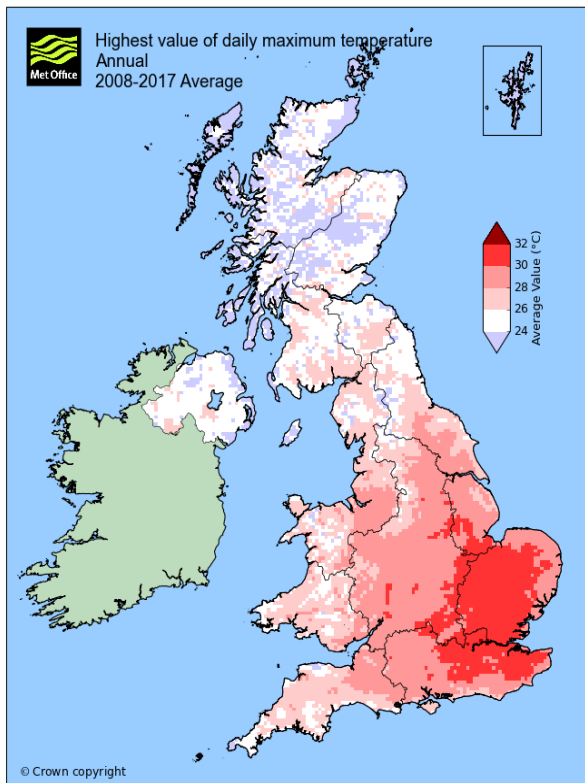 Met Office
Highest value of daily maximum temperature
Annual
2008-2017 Average
32
30
28
26
24
Average Value (°C)
© Crown copyright